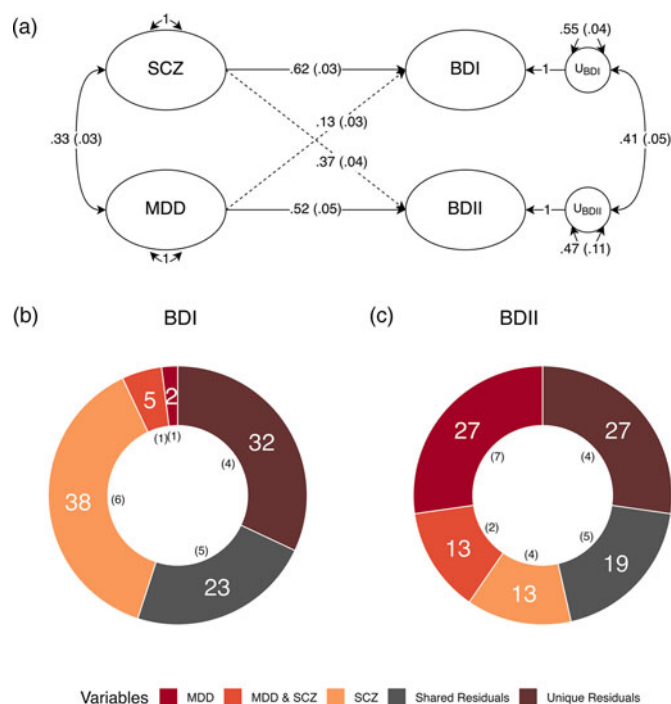 (a)
1
SCZ
.62 (.03)
BDI
1
U BDI
.55 (.04)
.33 (.03)
.13 (.03)
.37 (.04)
.41 (.05)
MDD
.52 (.05)
BDII
1
U BDII
1
.47 (.11)
(b)
BDI
5
2
32
(1)
(1)
(4)
38
(6)
(5)
23
(c)
BDII
27
27
(7)
(4)
(2)
(5)
13
(4)
19
13
Variables MDD MDD & SCZ SCZ Shared Residuals Unique Residuals